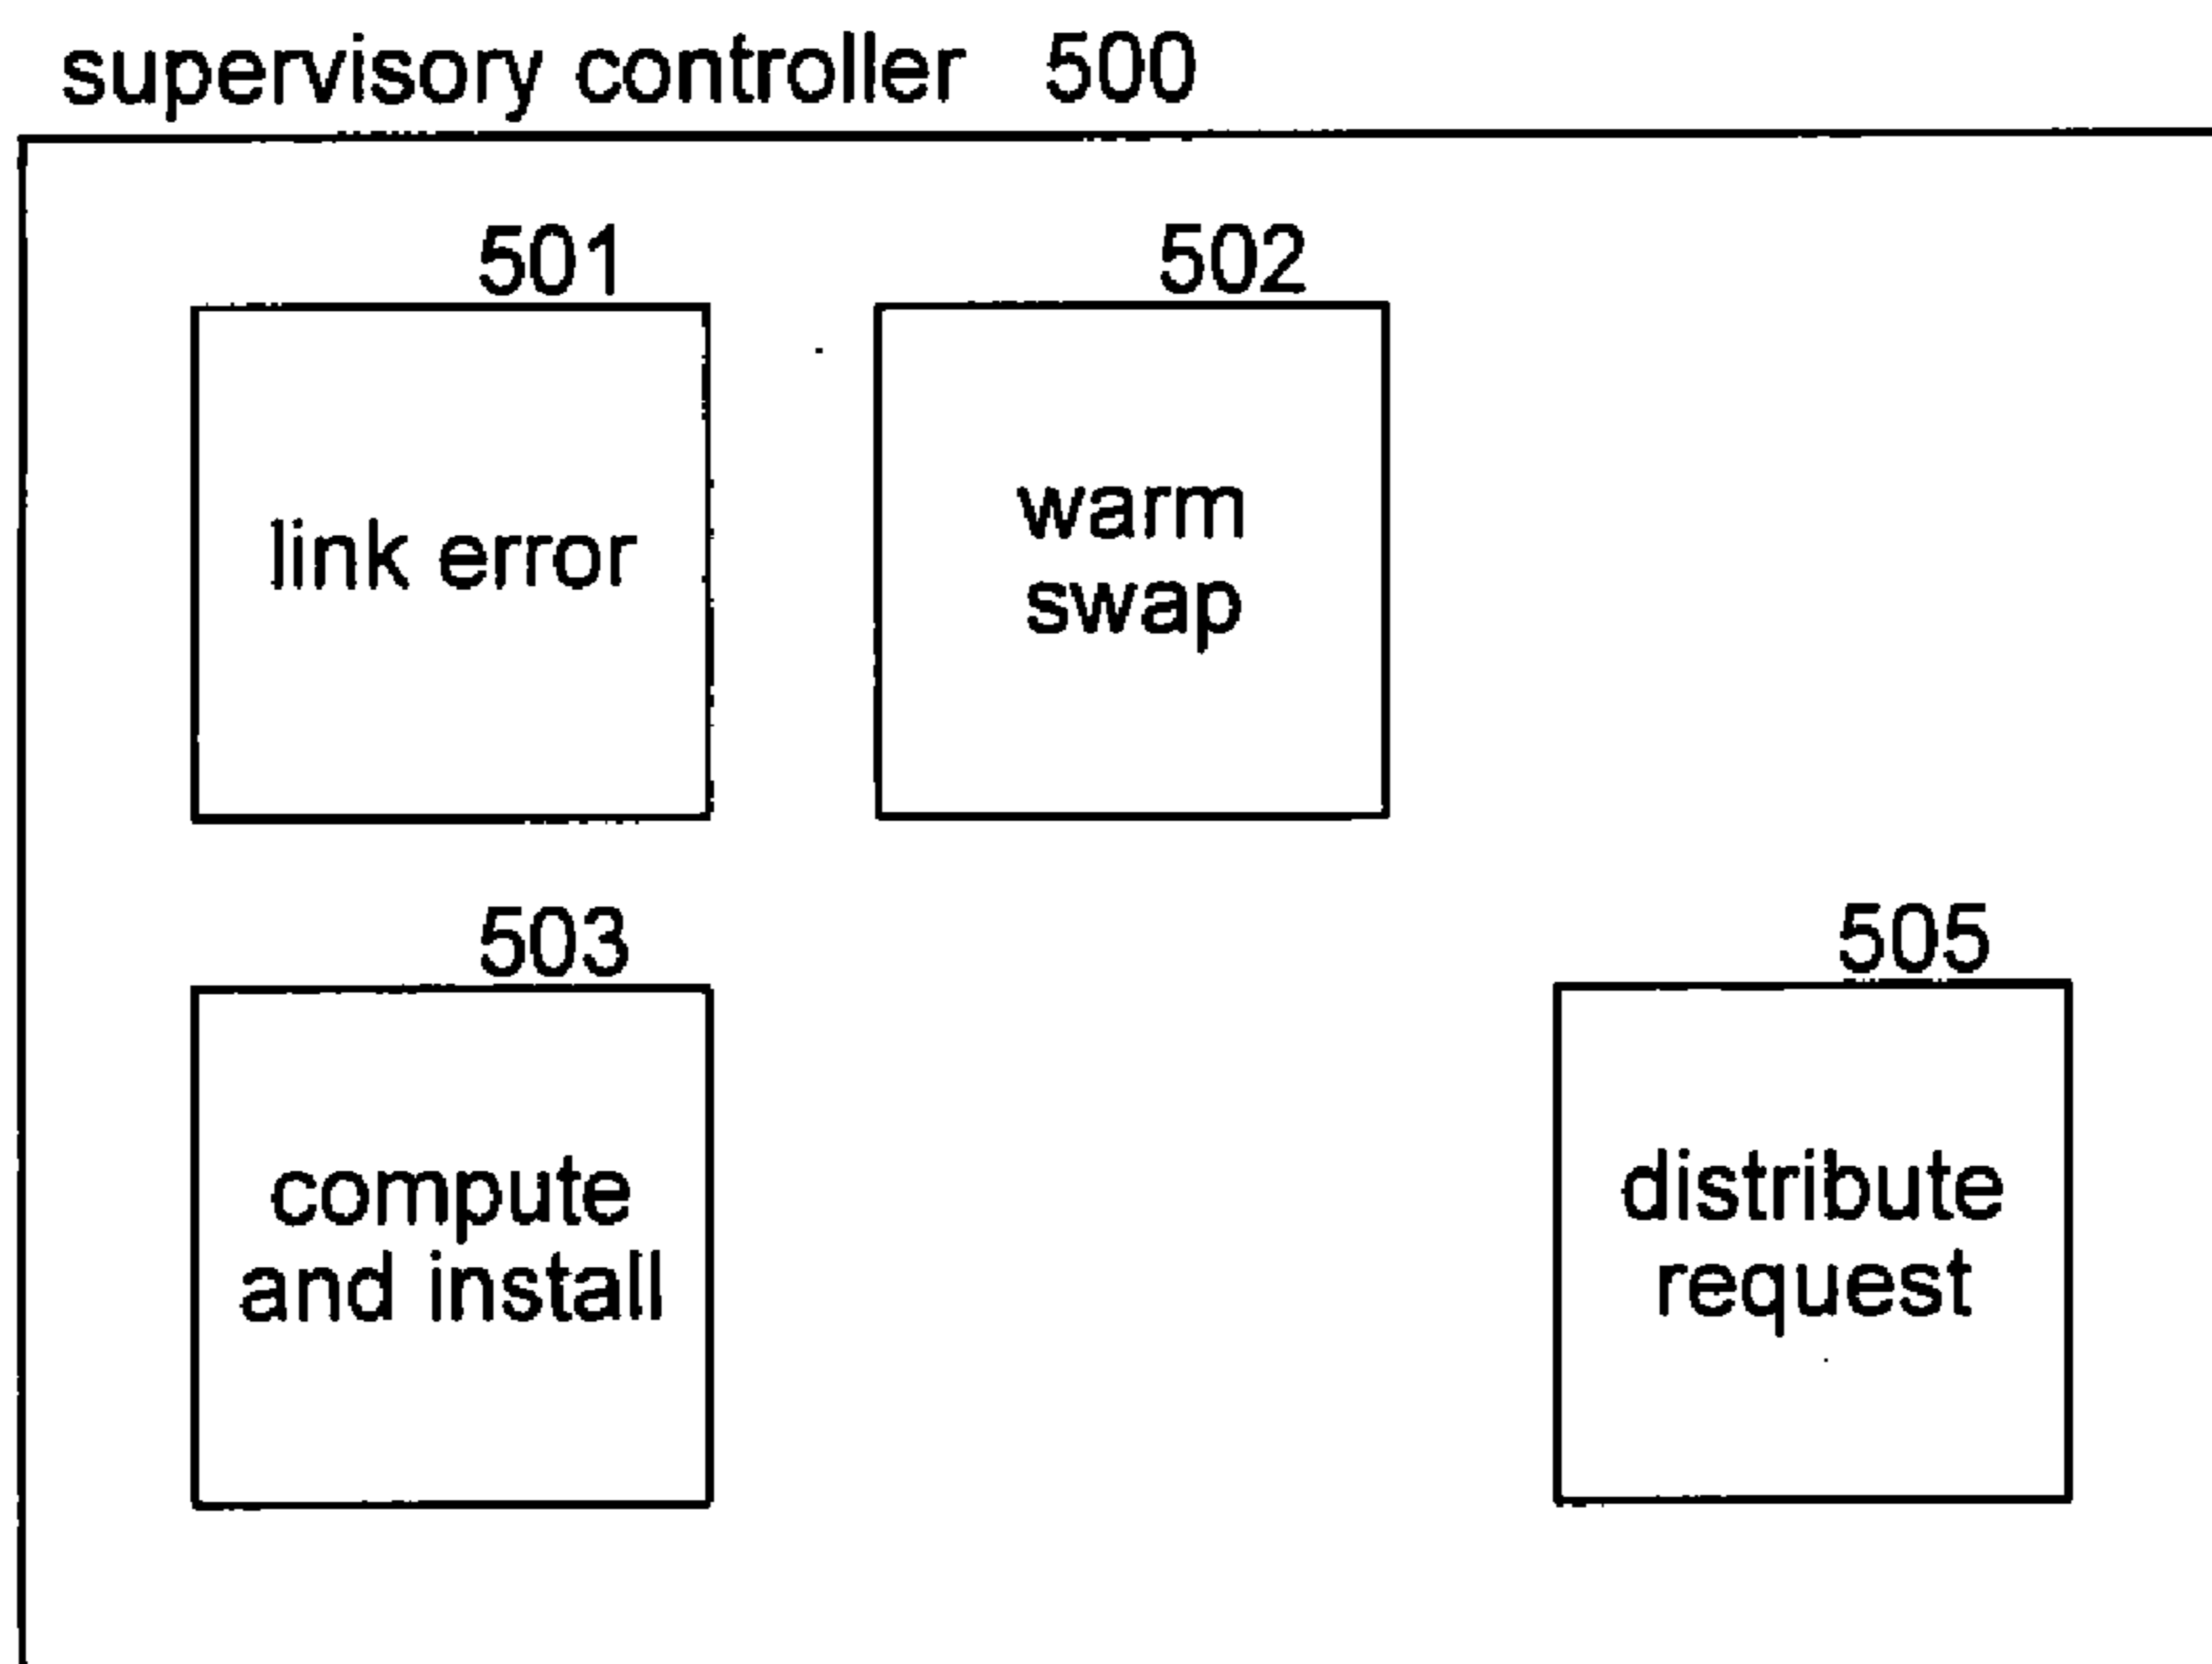 supervisory controller 500
501
502
link error
warm
swap
503
505
compute
and install
distribute
request